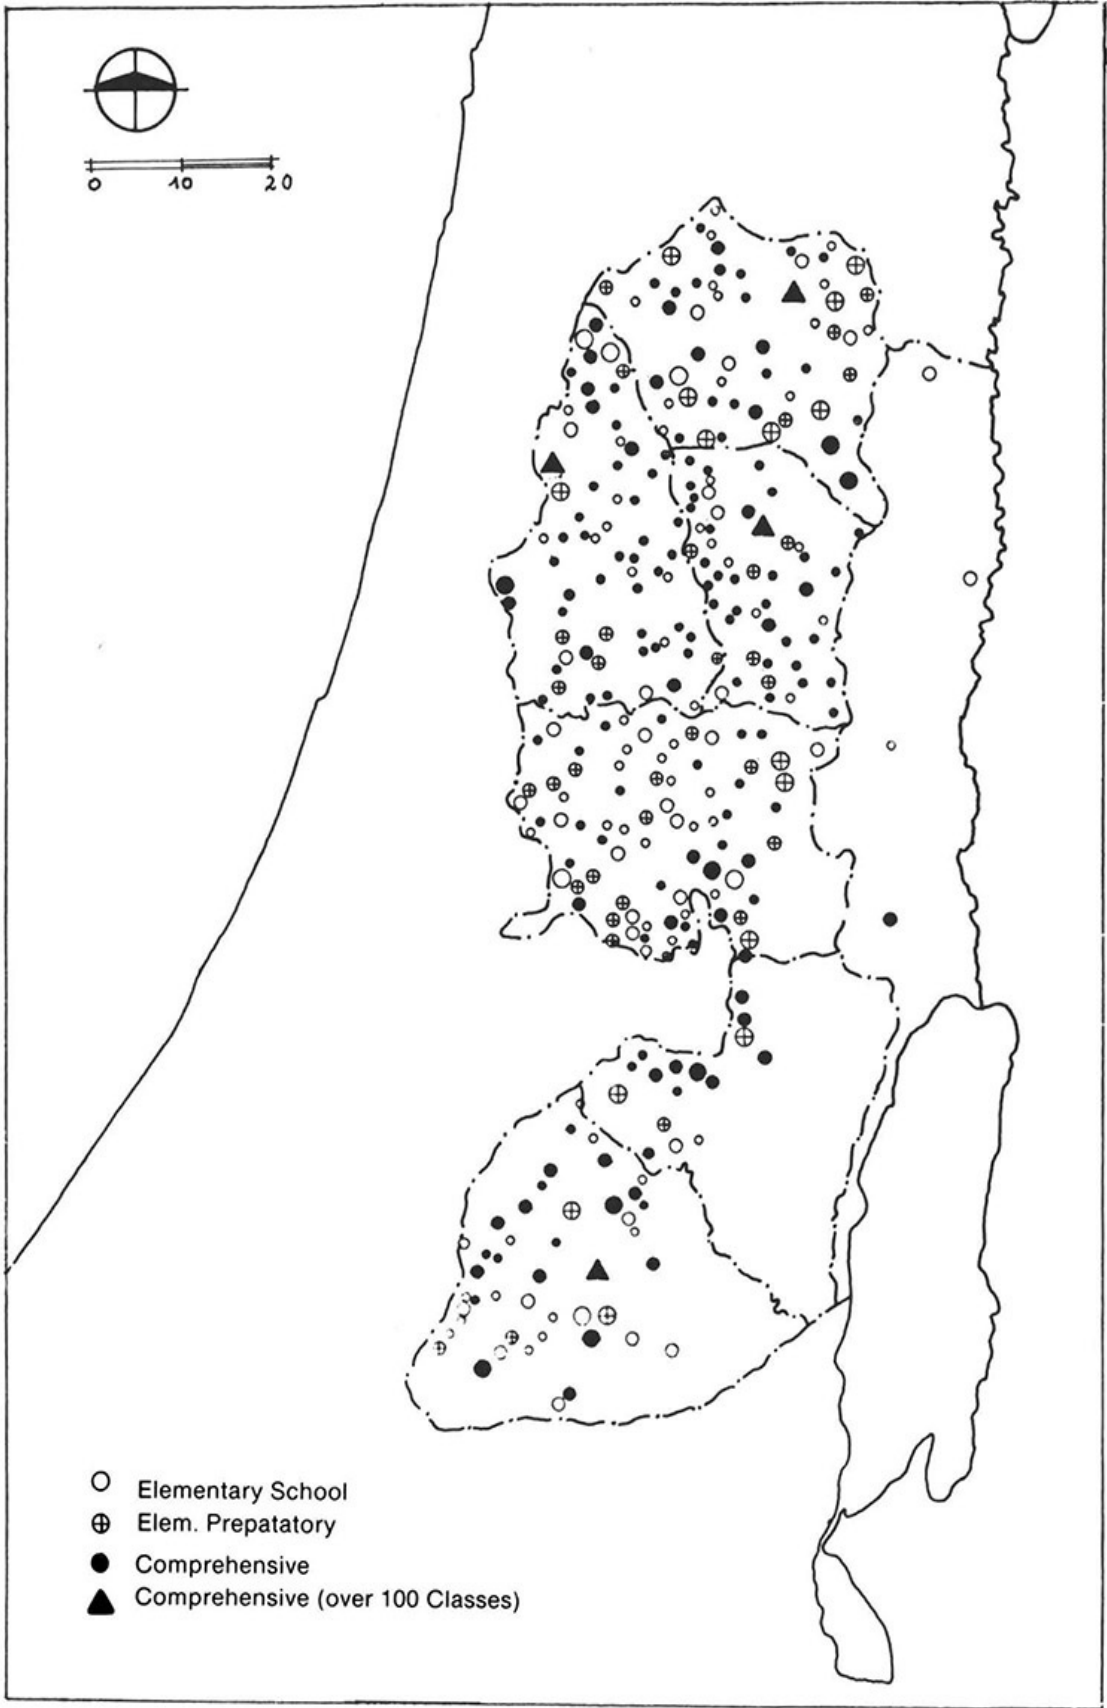 0 10 20
Elementary School
Elem. Prepatatory
Comprehensive
Comprehensive (over 100 Classes)